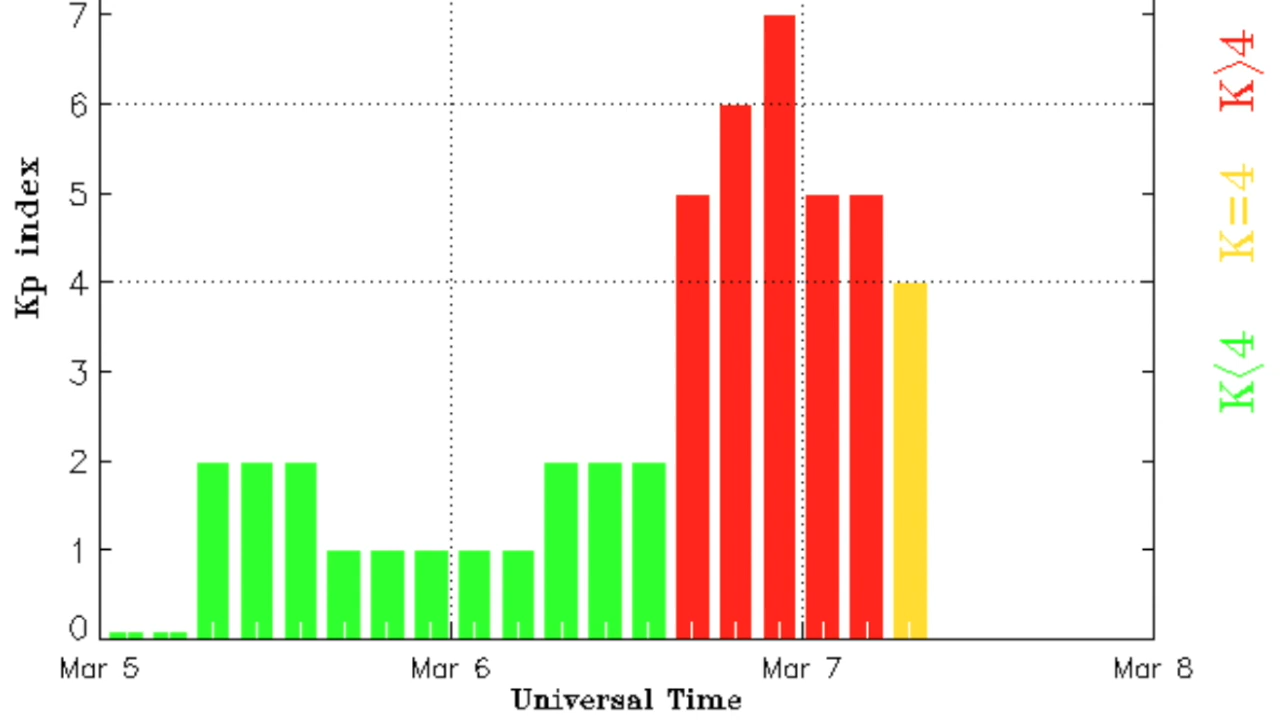 7
6
5
4
3
2
1
0
Kp index
Mar 5
Mar 6
Mar 7
Mar 8
Universal Time
K>4
K=4
K<4